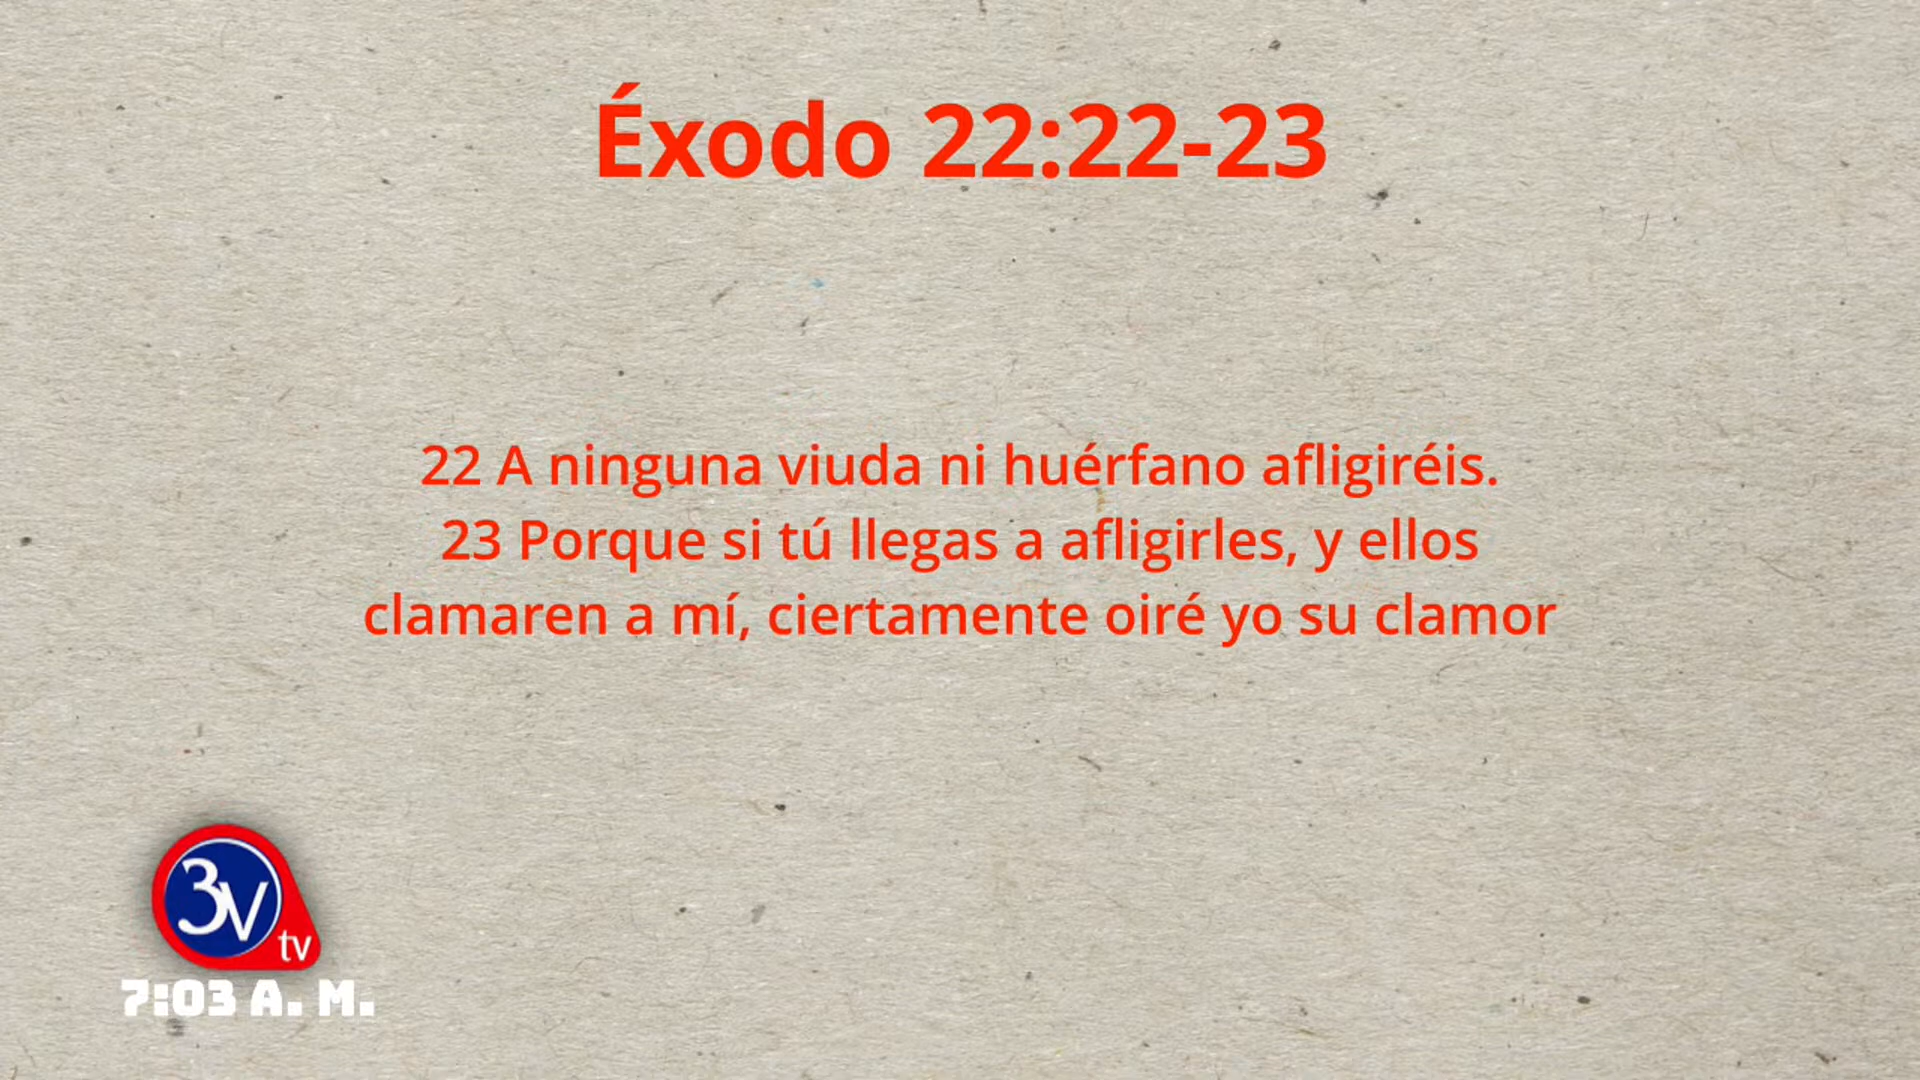 Éxodo 22:22-23
22 A ninguna viuda ni huérfano afligiréis.
23 Porque si tú llegas a afligirles, y ellos
clamaren a mí, ciertamente oiré yo su clamor
3V
tv
7:03 A. M.